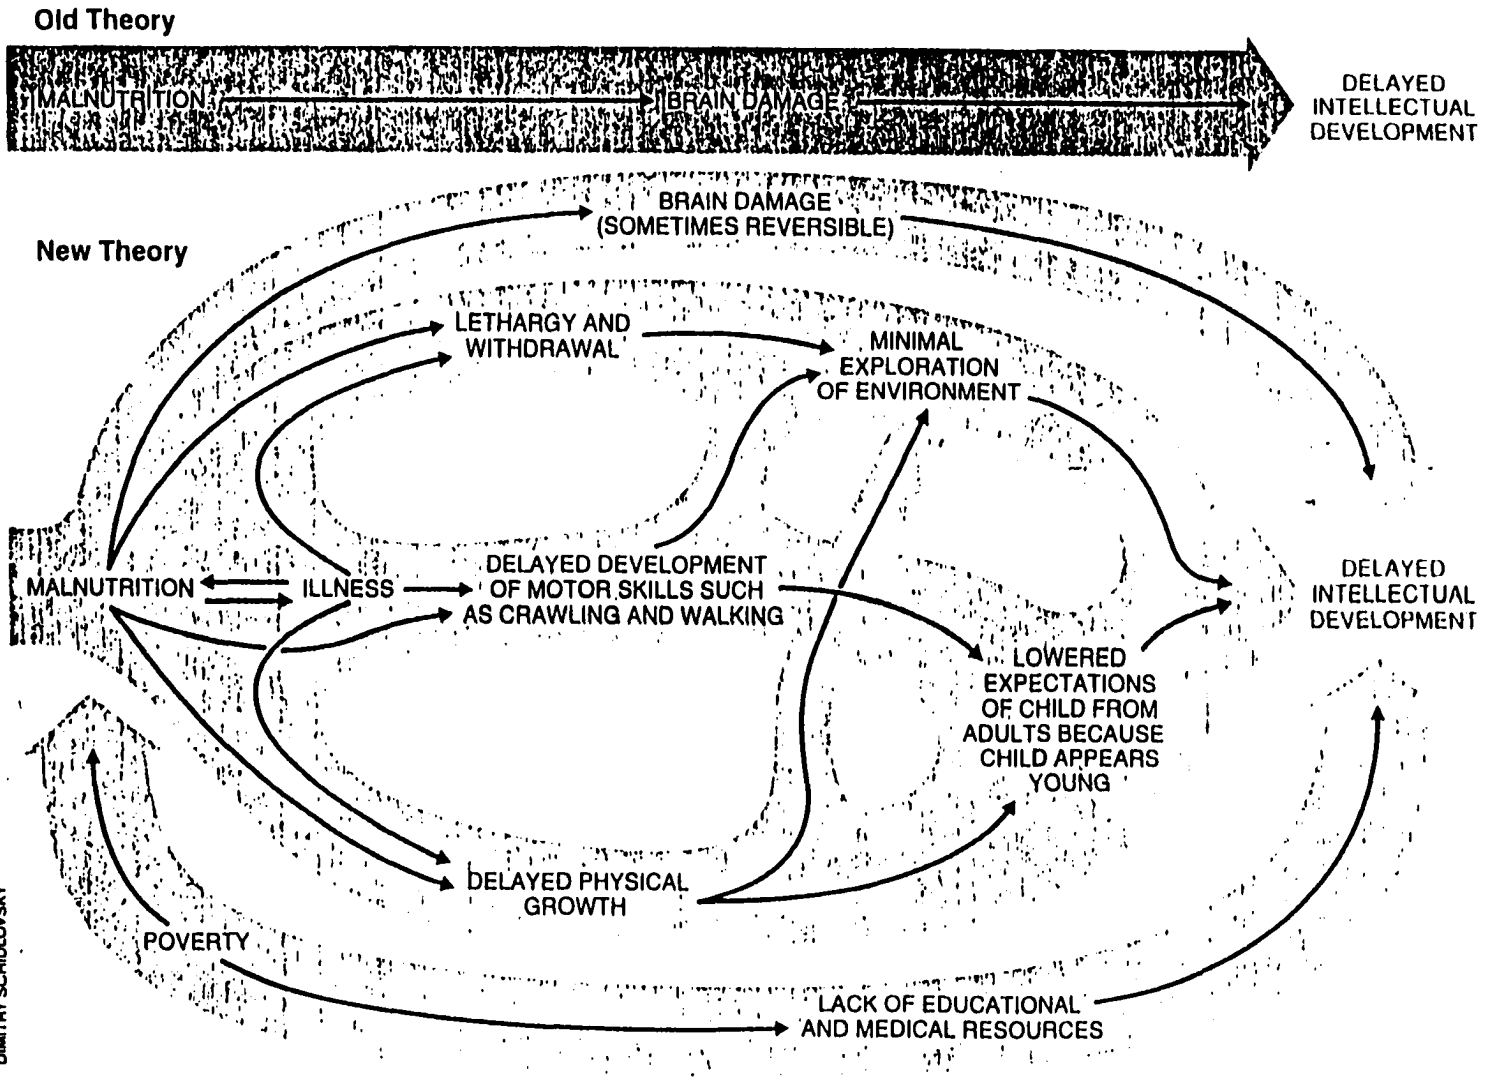 Old Theory
MALNUTRITION
BRAIN DAMAGE
DELAYED
INTELLECTUAL
DEVELOPMENT
New Theory
BRAIN DAMAGE
(SOMETIMES REVERSIBLE)
LETHARGY AND
WITHDRAWAL
MINIMAL
EXPLORATION
OF ENVIRONMENT
MALNUTRITION
ILLNESS
DELAYED DEVELOPMENT
OF MOTOR SKILLS SUCH
AS CRAWLING AND WALKING
DELAYED
INTELLECTUAL
DEVELOPMENT
LOWERED
EXPECTATIONS
OF CHILD FROM
ADULTS BECAUSE
CHILD APPEARS
YOUNG
DELAYED PHYSICAL
GROWTH
POVERTY
LACK OF EDUCATIONAL
AND MEDICAL RESOURCES
DIMITRY SCHIDLOVSKY